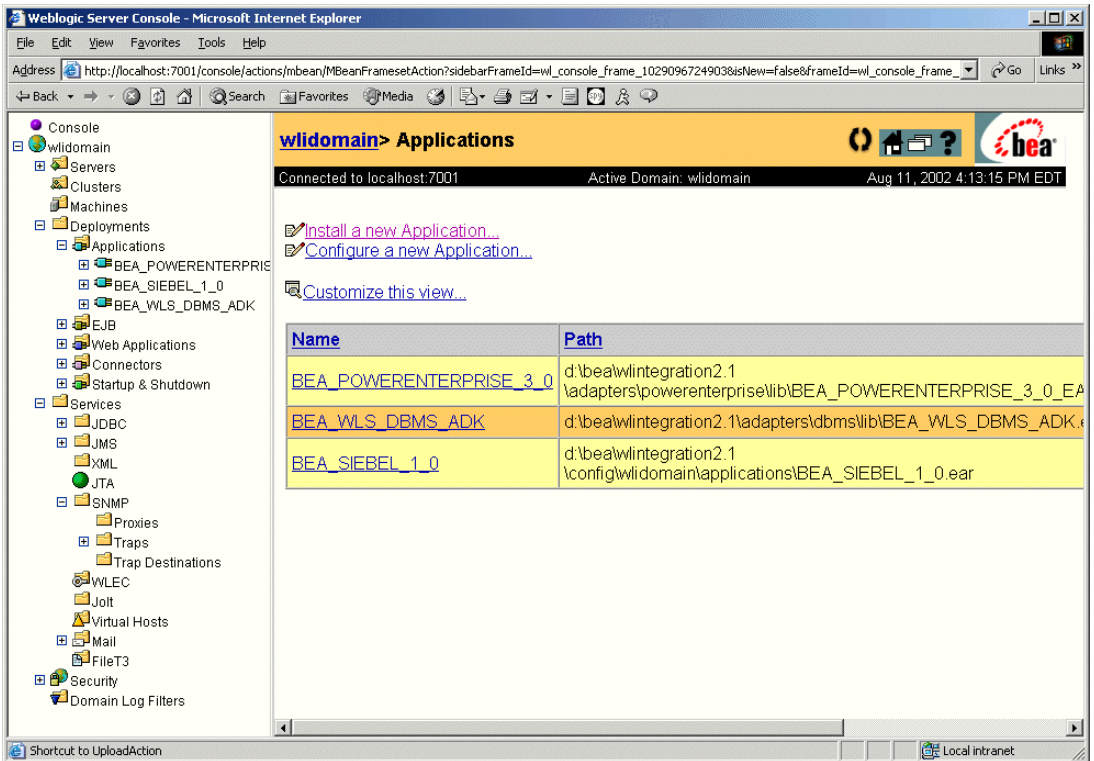 Weblogic Server Console - Microsoft Internet Explorer
File Edit View Favorites Tools Help
Address http://localhost:7001/console/actions/mbean/MBeanFramesetAction?sidebarFrameId=wl_console_frame_1029096724903&isNew=false&frameId=wl_console_frame_ Go Links »
Back Search Favorites Media
Console
wlidomain
Servers
Clusters
Machines
Deployments
Applications
BEA_POWERENTERPRIS
BEA_SIEBEL_1_0
BEA_WLS_DBMS_ADK
EJB
Web Applications
Connectors
Startup & Shutdown
Services
JDBC
JMS
XML
JTA
SNMP
Proxies
Traps
Trap Destinations
WLEC
Jolt
Virtual Hosts
Mail
FileT3
Security
Domain Log Filters
wlidomain> Applications
? bea
Connected to localhost:7001 Active Domain: wlidomain Aug 11, 2002 4:13:15 PM EDT
Install a new Application...
Configure a new Application...
Customize this view...
Name Path
BEA_POWERENTERPRISE_3_0 d:\bea\wlintegration2.1
\adapters\powerenterprise\lib\BEA_POWERENTERPRISE_3_0_EA
BEA_WLS_DBMS_ADK d:\bea\wlintegration2.1\adapters\dbms\lib\BEA_WLS_DBMS_ADK.e
BEA_SIEBEL_1_0 d:\bea\wlintegration2.1
\config\wlidomain\applications\BEA_SIEBEL_1_0.ear
Shortcut to UploadAction Local intranet